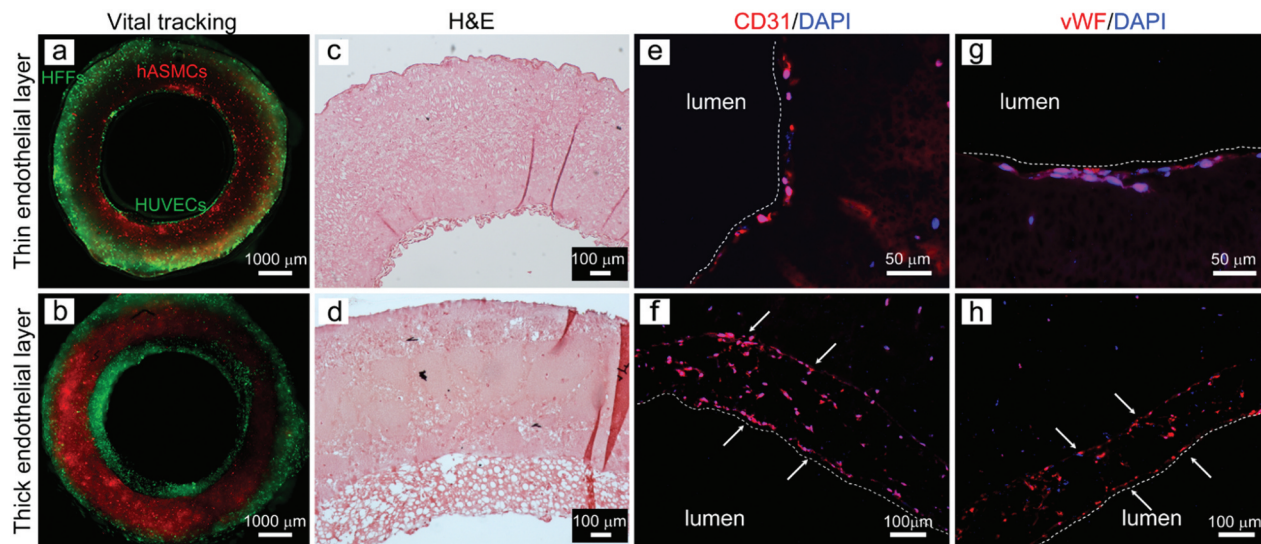 Vital tracking
H&E
CD31/DAPI
vWF/DAPI
Thin endothelial layer
a
HFFs
hASMCs
HUVECs
1000 μm
c
100 μm
e
lumen
50 μm
g
lumen
50 μm
Thick endothelial layer
b
1000 μm
d
100 μm
f
lumen
100μm
h
lumen
100 μm